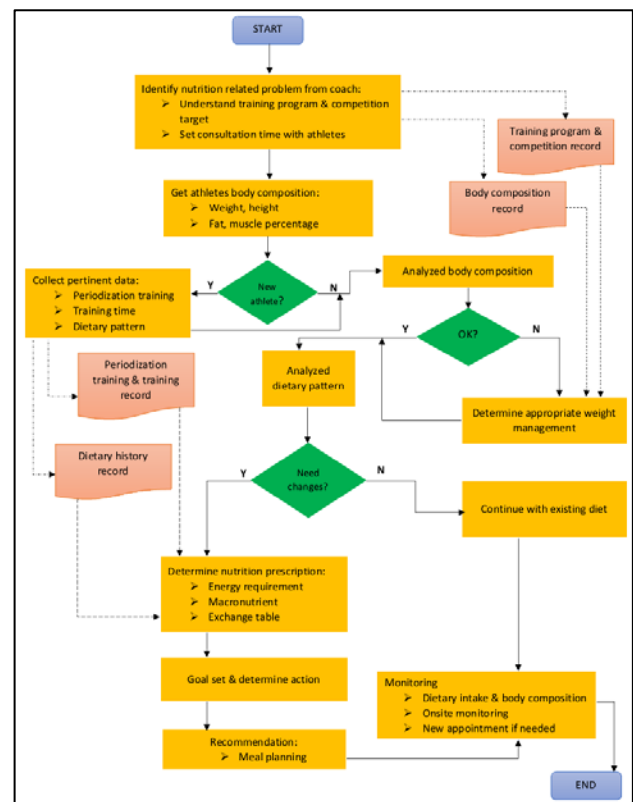 START
Identify nutrition related problem from coach:
➢ Understand training program & competition
target
➢ Set consultation time with athletes
Training program &
competition record
Body composition
record
Get athletes body composition:
➢ Weight, height
➢ Fat, muscle percentage
Collect pertinent data:
➢ Periodization training
➢ Training time
➢ Dietary pattern
Y
New
athlete?
N
Analyzed body composition
Y
OK?
N
Periodization
training & training
record
Analyzed
dietary pattern
Determine appropriate weight
management
Dietary history
record
Y
Need
changes?
N
Continue with existing diet
Determine nutrition prescription:
➢ Energy requirement
➢ Macronutrient
➢ Exchange table
Goal set & determine action
Monitoring
➢ Dietary intake & body composition
➢ Onsite monitoring
➢ New appointment if needed
Recommendation:
➢ Meal planning
END